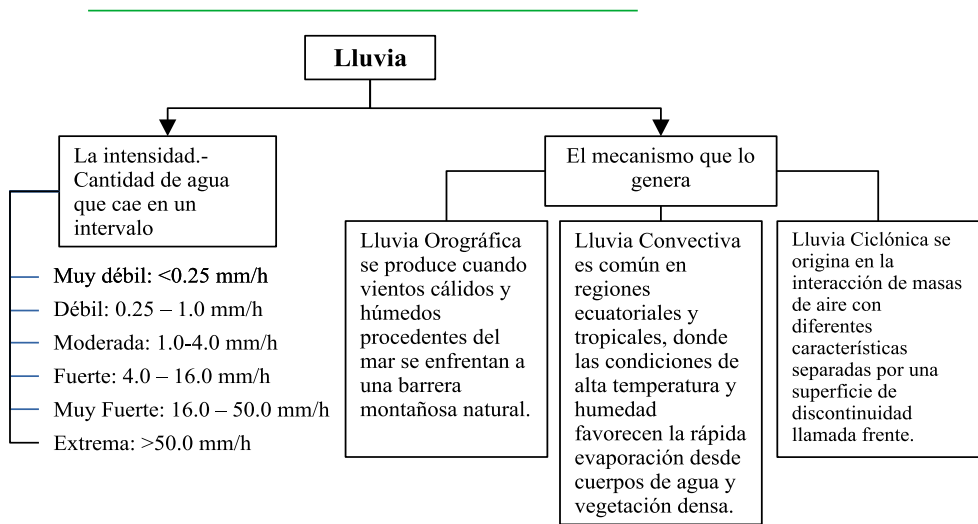 Lluvia
La intensidad.-
Cantidad de agua
que cae en un
intervalo
Muy débil: <0.25 mm/h
Débil: 0.25 – 1.0 mm/h
Moderada: 1.0-4.0 mm/h
Fuerte: 4.0 – 16.0 mm/h
Muy Fuerte: 16.0 – 50.0 mm/h
Extrema: >50.0 mm/h
El mecanismo que lo
genera
Lluvia Orográfica
se produce cuando
vientos cálidos y
húmedos
procedentes del
mar se enfrentan a
una barrera
montañosa natural.
Lluvia Convectiva
es común en
regiones
ecuatoriales y
tropicales, donde
las condiciones de
alta temperatura y
humedad
favorecen la rápida
evaporación desde
cuerpos de agua y
vegetación densa.
Lluvia Ciclónica se
origina en la
interacción de masas
de aire con
diferentes
características
separadas por una
superficie de
discontinuidad
llamada frente.